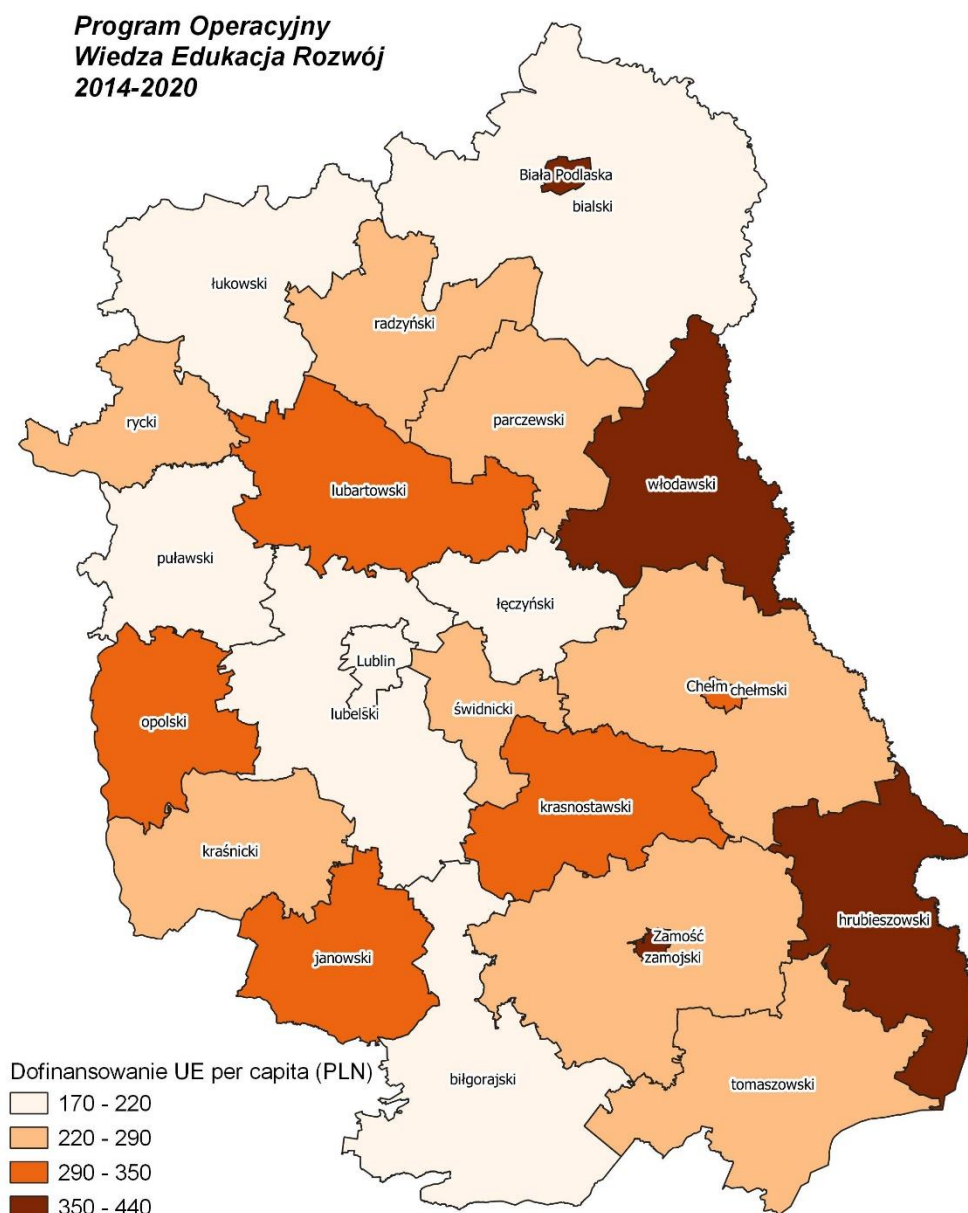 Program Operacyjny
Wiedza Edukacja Rozwój
2014-2020
Biała Podlaska
bialski
łukowski
radzyński
rycki
parczewski
lubartowski
włodawski
puławski
łęczyński
Lublin
lubelski
Chełm
chełmski
świdnicki
opolski
krasnostawski
kraśnicki
hrubieszowski
Zamość
zamojski
janowski
biłgorajski
tomaszowski
Dofinansowanie UE per capita (PLN)
170 - 220
220 - 290
290 - 350
350 - 440